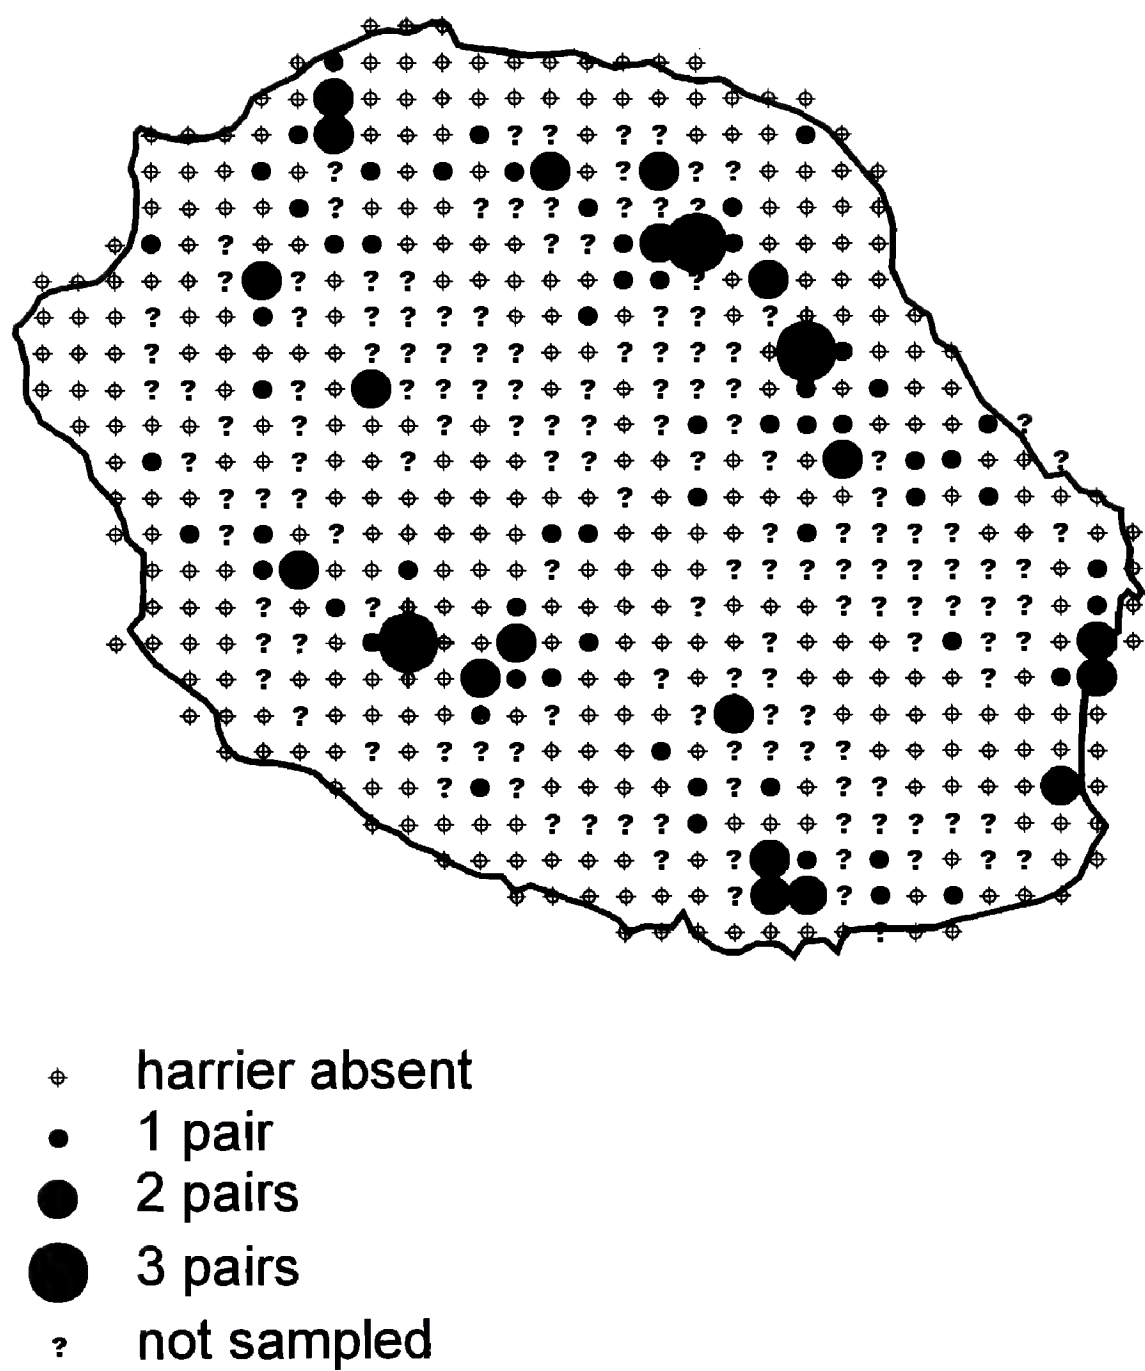 harrier absent
1 pair
2 pairs
3 pairs
? not sampled